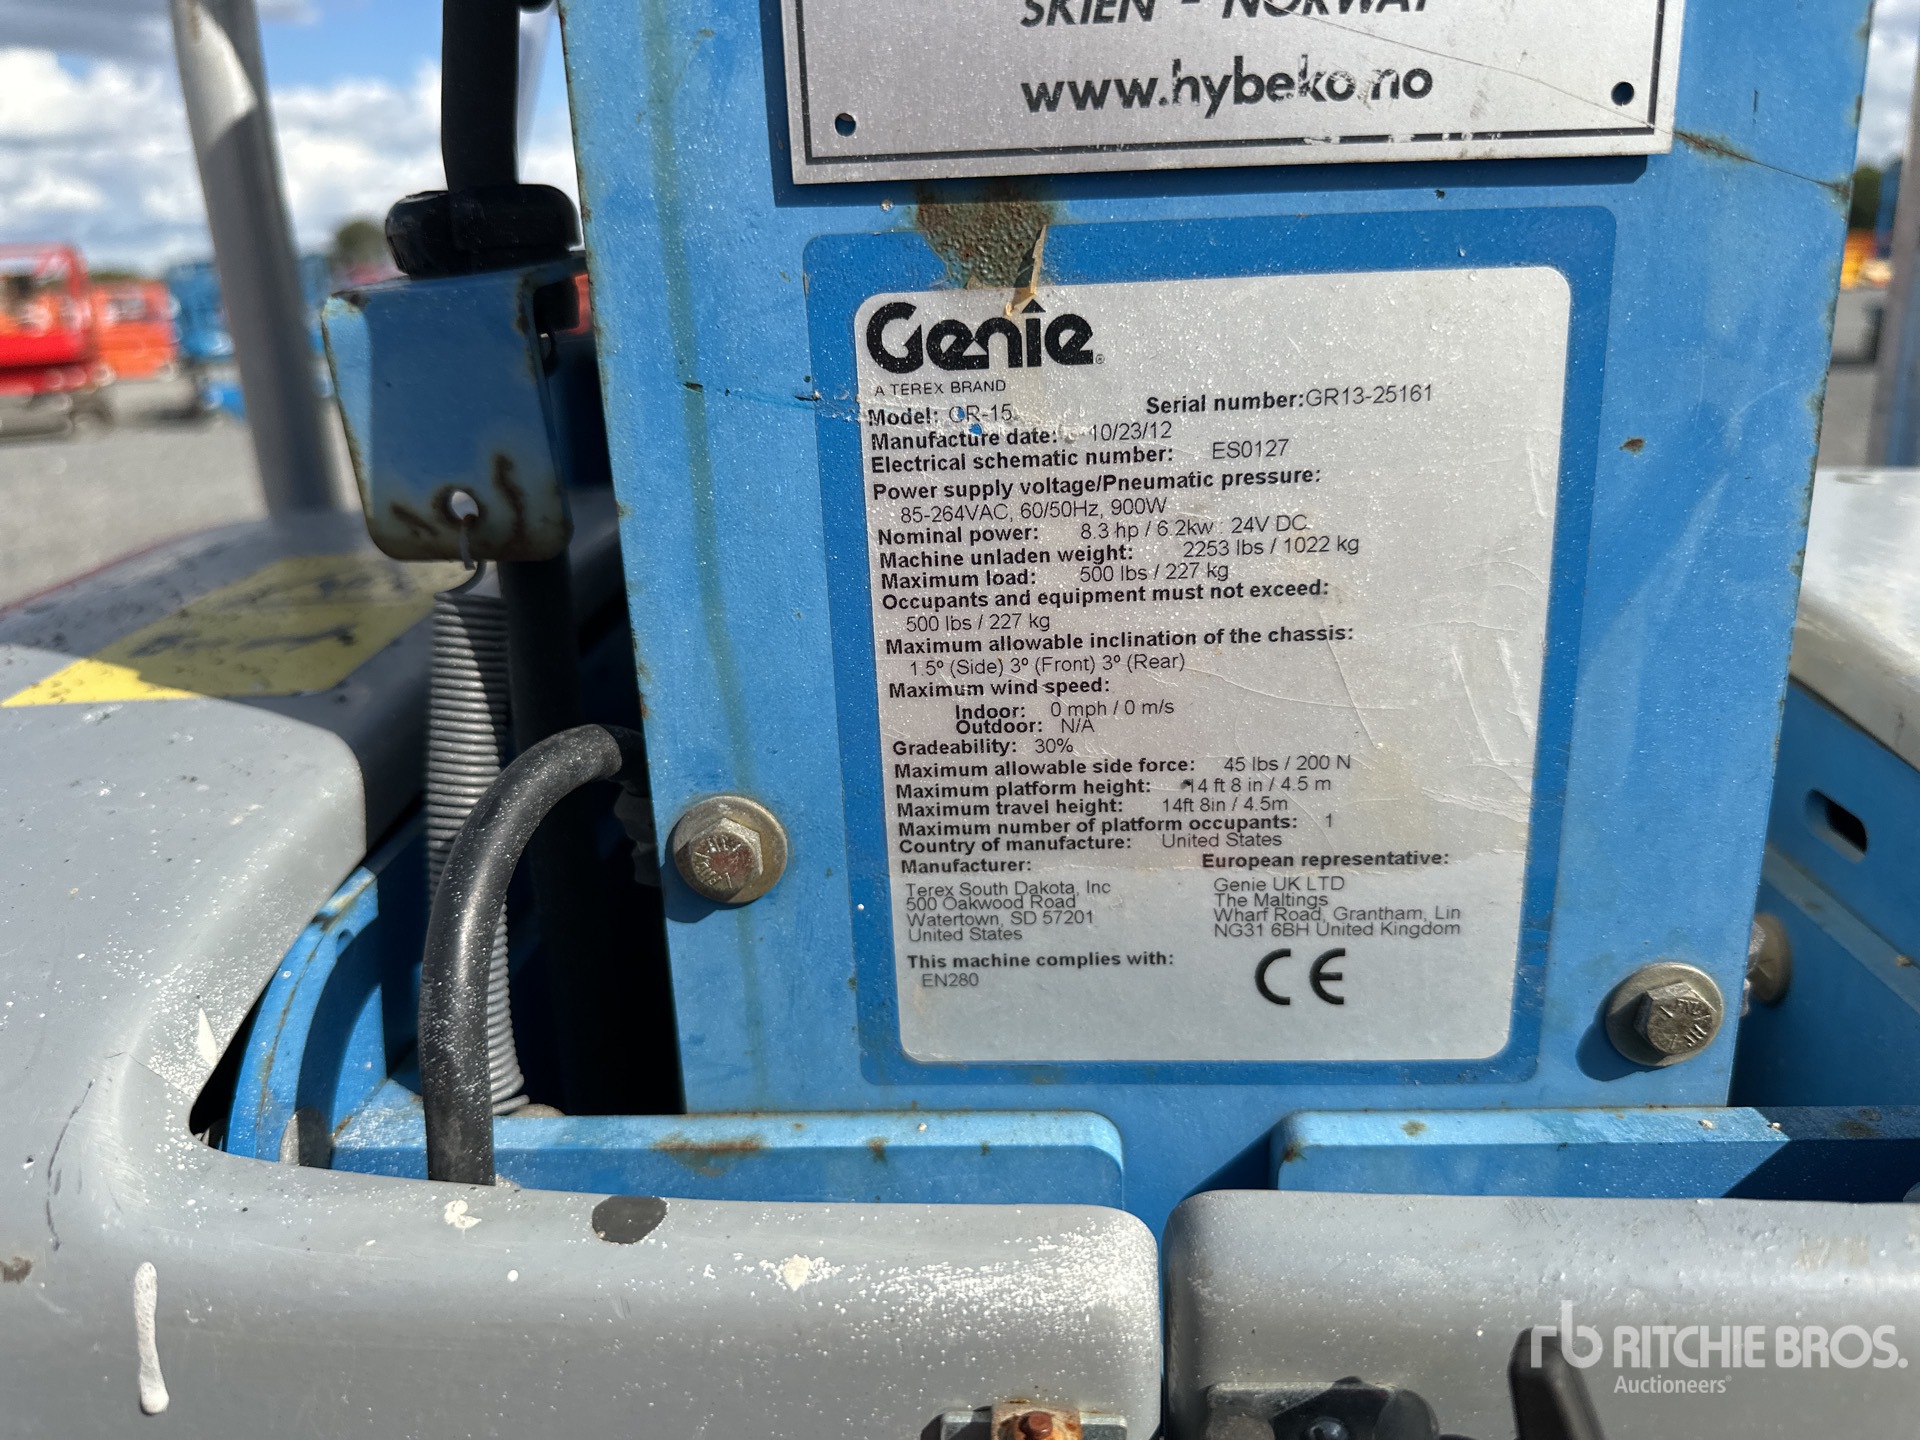 SKIEN - NORWAY
www.hybeko.no
Genie
A TEREX BRAND
Model: GR-15 Serial number:GR13-25161
Manufacture date: 10/23/12
Electrical schematic number: ES0127
Power supply voltage/Pneumatic pressure:
85-264VAC, 60/50Hz, 900W
Nominal power: 8.3 hp / 6.2kw : 24V DC
Machine unladen weight: 2253 lbs / 1022 kg
Maximum load: 500 lbs / 227 kg
Occupants and equipment must not exceed:
500 lbs / 227 kg
Maximum allowable inclination of the chassis:
1.5º (Side) 3º (Front) 3º (Rear)
Maximum wind speed:
Indoor: 0 mph / 0 m/s
Outdoor: N/A
Gradeability: 30%
Maximum allowable side force: 45 lbs / 200 N
Maximum platform height: 14 ft 8 in / 4.5 m
Maximum travel height: 14ft 8in / 4.5m
Maximum number of platform occupants: 1
Country of manufacture: United States
Manufacturer: European representative:
Terex South Dakota, Inc Genie UK LTD
500 Oakwood Road The Maltings
Watertown, SD 57201 Wharf Road, Grantham, Lin
United States NG31 6BH United Kingdom
This machine complies with:
EN280
CE
rb RITCHIE BROS.
Auctioneers